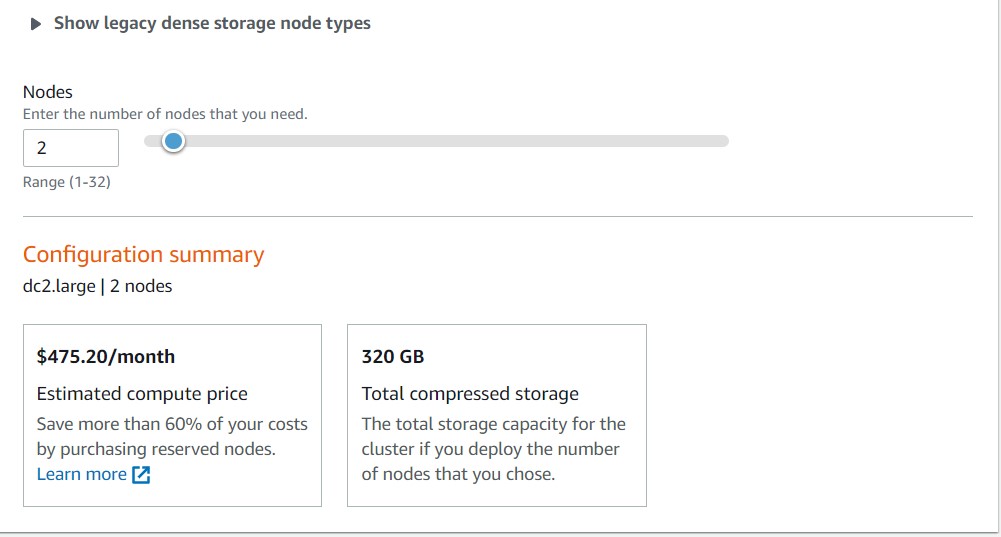 Show legacy dense storage node types
Nodes
Enter the number of nodes that you need.
2
Range (1-32)
Configuration summary
dc2.large | 2 nodes
$475.20/month
Estimated compute price
Save more than 60% of your costs
by purchasing reserved nodes.
Learn more
320 GB
Total compressed storage
The total storage capacity for the
cluster if you deploy the number
of nodes that you chose.